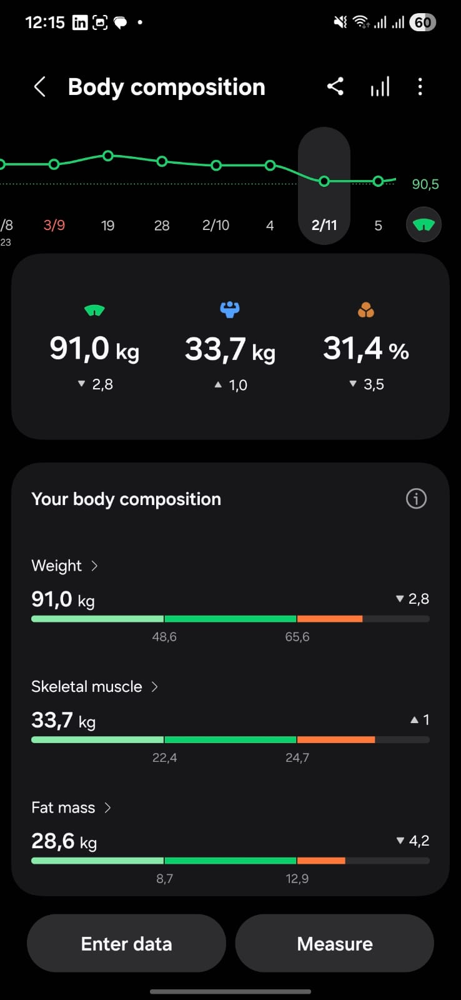 12:15 in 60
Body composition
90,5
/8 3/9 19 28 2/10 4 2/11 5
23
91,0 kg 33,7 kg 31,4 %
▼ 2,8 ▲ 1,0 ▼ 3,5
Your body composition
Weight >
91,0 kg ▼ 2,8
48,6 65,6
Skeletal muscle >
33,7 kg ▲ 1
22,4 24,7
Fat mass >
28,6 kg ▼ 4,2
8,7 12,9
Enter data Measure